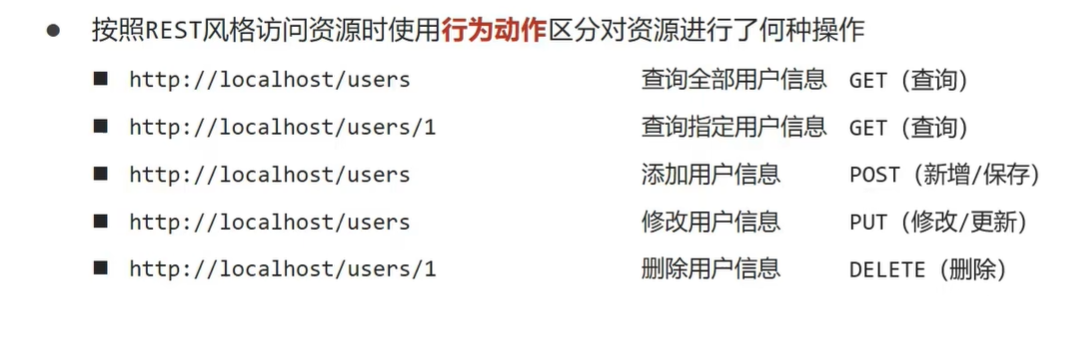 ● 按照REST风格访问资源时使用行为动作区分对资源进行了何种操作
■ http://localhost/users 查询全部用户信息 GET（查询）
■ http://localhost/users/1 查询指定用户信息 GET（查询）
■ http://localhost/users 添加用户信息 POST（新增/保存）
■ http://localhost/users 修改用户信息 PUT（修改/更新）
■ http://localhost/users/1 删除用户信息 DELETE（删除）